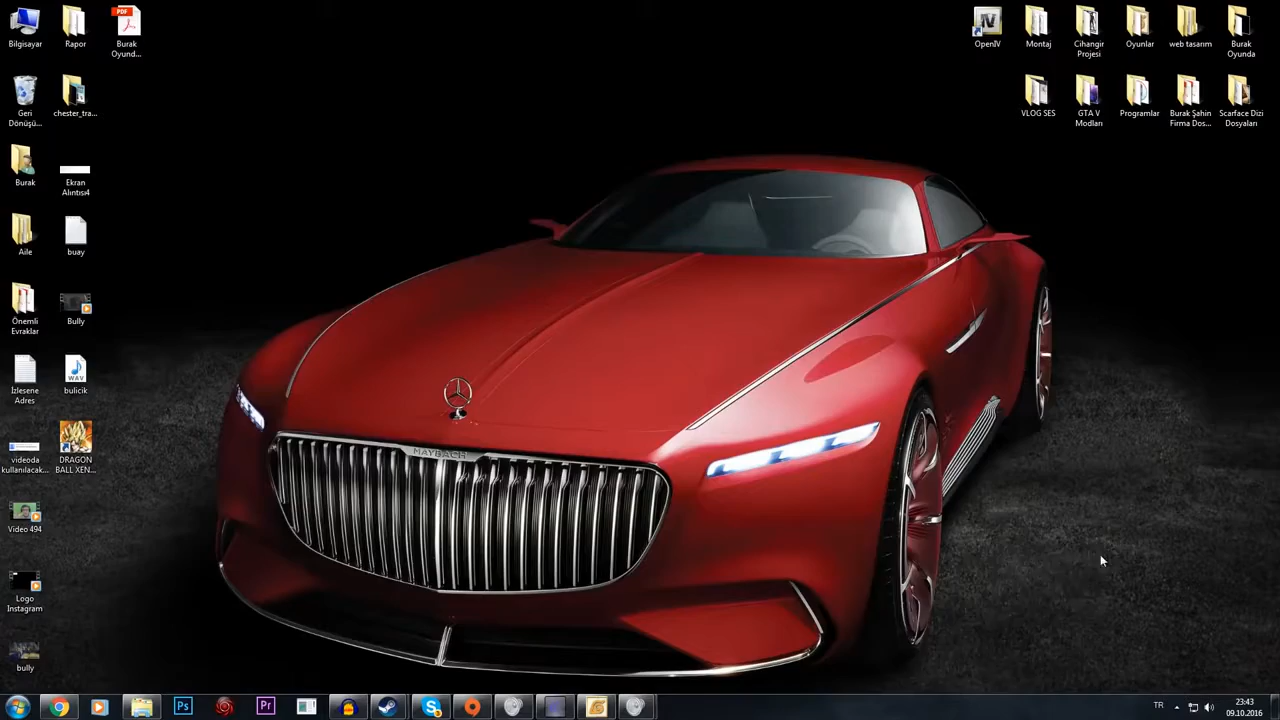 Bilgisayar
Rapor
Burak
Oyund...
Geri
Dönüşü...
chester_tra...
Burak
Ekran
Alıntısı4
Aile
buay
Önemli
Evraklar
Bully
İzlesene
Adres
bulicik
videoda
kullanılacak...
DRAGON
BALL XEN...
Video 494
Logo
Instagram
bully
OpenIV
Montaj
Cihangir
Projesi
Oyunlar
web tasarım
Burak
Oyunda
VLOG SES
GTA V
Modları
Programlar
Burak Şahin
Firma Dos...
Scarface Dizi
Dosyaları
PDF
WAV
MAYBACH
Ps
Pr
TR
23:43
09.10.2016